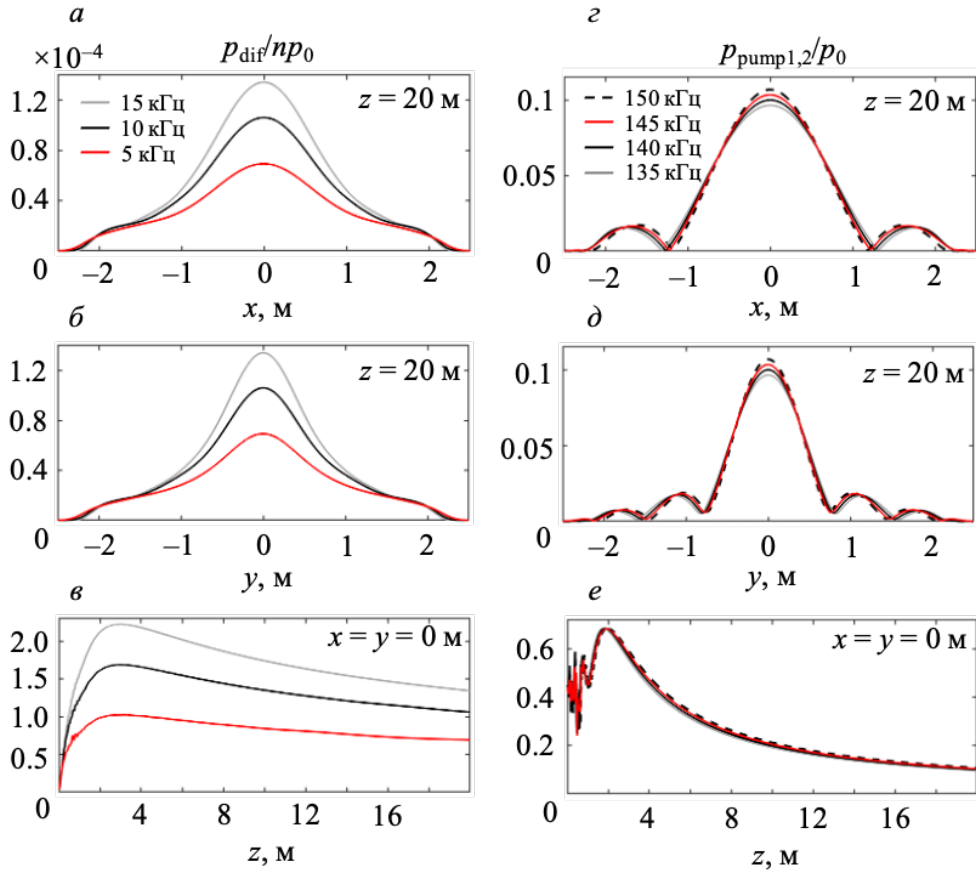 а
p_dif/np_0
×10⁻⁴
1.2
0.8
0.4
0
15 кГц
10 кГц
5 кГц
z = 20 м
−2 −1 0 1 2
x, м
г
p_pump1,2/p_0
0.1
0.05
0
150 кГц
145 кГц
140 кГц
135 кГц
z = 20 м
−2 −1 0 1 2
x, м
б
1.2
0.8
0.4
0
z = 20 м
−2 −1 0 1 2
y, м
д
0.1
0.05
0
z = 20 м
−2 −1 0 1 2
y, м
в
2.0
1.5
1.0
0.5
0
x = y = 0 м
4 8 12 16
z, м
е
0.6
0.4
0.2
0
x = y = 0 м
4 8 12 16
z, м